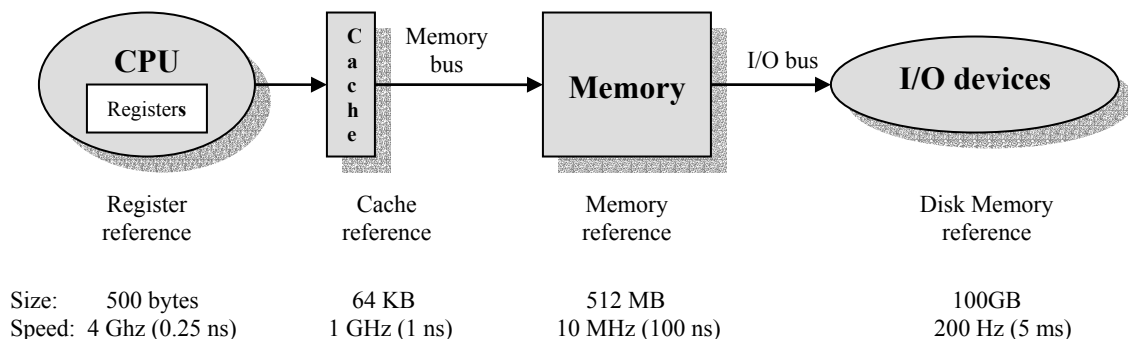 CPU
Registers
C
a
c
h
e
Memory
bus
Memory
I/O bus
I/O devices
Register
reference
Cache
reference
Memory
reference
Disk Memory
reference
Size: 500 bytes 64 KB 512 MB 100GB
Speed: 4 Ghz (0.25 ns) 1 GHz (1 ns) 10 MHz (100 ns) 200 Hz (5 ms)